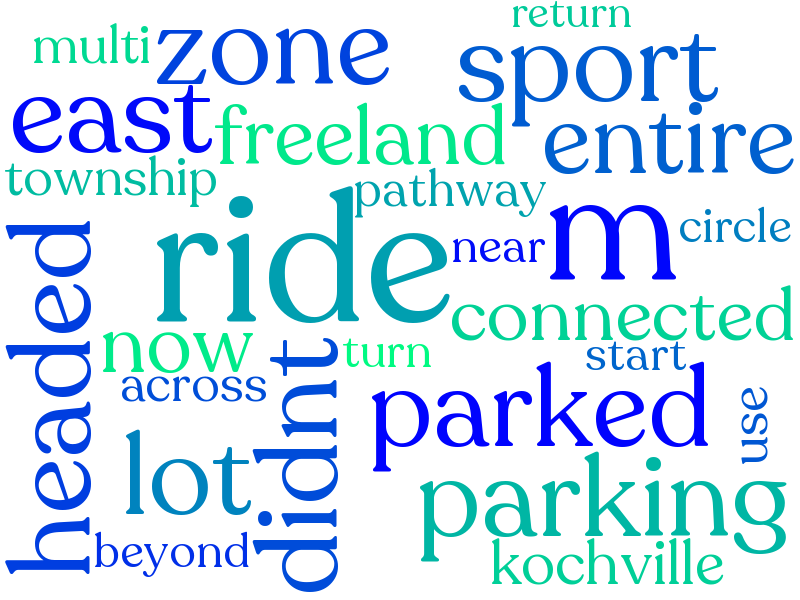 return
multi
zone
sport
east
freeland
entire
township
pathway
ride
m
circle
near
headed
connected
now
turn
start
across
didnt
parked
use
lot
parking
beyond
kochville